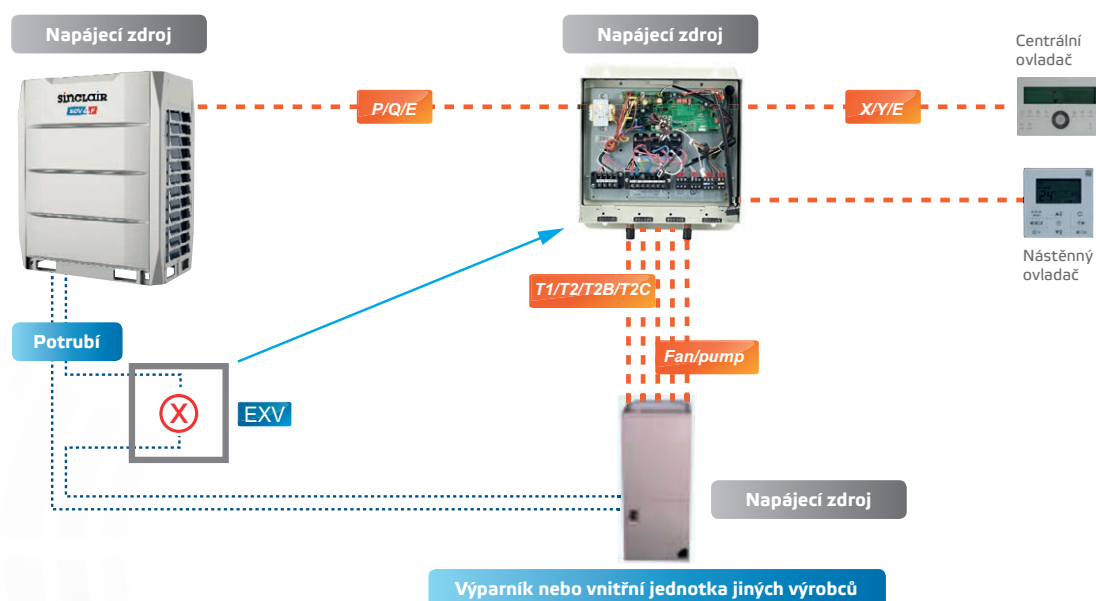 Napájecí zdroj
Napájecí zdroj
Centrální
ovladač
sinclair
SDV4
P/Q/E
X/Y/E
Nástěnný
ovladač
T1/T2/T2B/T2C
Potrubí
Fan/pump
X
EXV
Napájecí zdroj
Výparník nebo vnitřní jednotka jiných výrobců